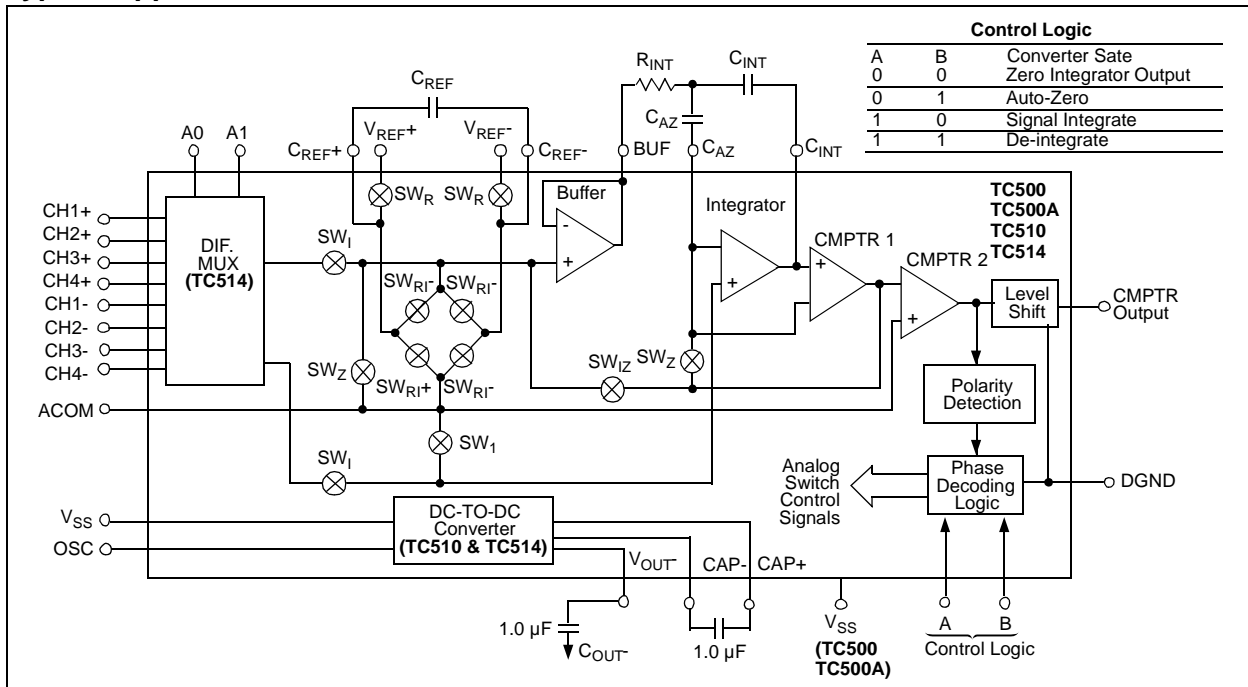 Control Logic
A B Converter Sate
0 0 Zero Integrator Output
0 1 Auto-Zero
1 0 Signal Integrate
1 1 De-integrate
RINT
CINT
CREF
CAZ
A0 A1
VREF+ VREF-
CREF+ CREF- BUF CAZ CINT
SWR SWR
Buffer
Integrator
TC500
TC500A
TC510
TC514
CH1+
CH2+
CH3+
CH4+
CH1-
CH2-
CH3-
CH4-
DIF.
MUX
(TC514)
SWI
-
+
+
CMPTR 1
+
CMPTR 2
+
Level
Shift
CMPTR
Output
SWRI- SWRI-
SWZ
SWRI+ SWRI-
SWIZ SWZ
Polarity
Detection
ACOM
SW1
SWI
Analog
Switch
Control
Signals
Phase
Decoding
Logic
DGND
VSS
OSC
DC-TO-DC
Converter
(TC510 & TC514)
VOUT- CAP- CAP+
1.0 µF
COUT-
1.0 µF
VSS
(TC500
TC500A)
A B
Control Logic